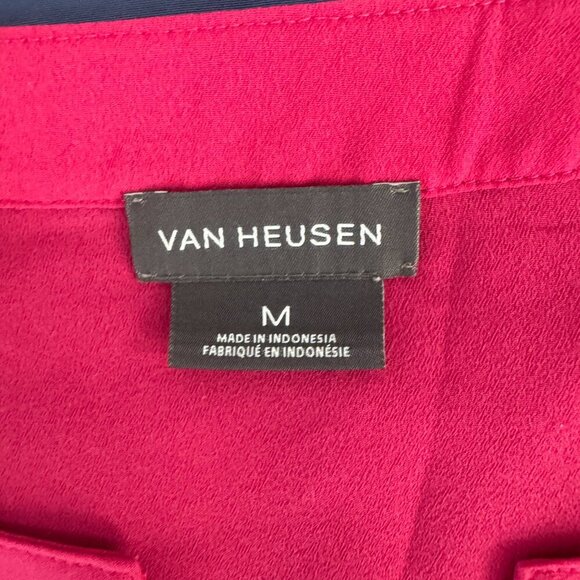 VAN HEUSEN
M
MADE IN INDONESIA
FABRIQUÉ EN INDONÉSIE